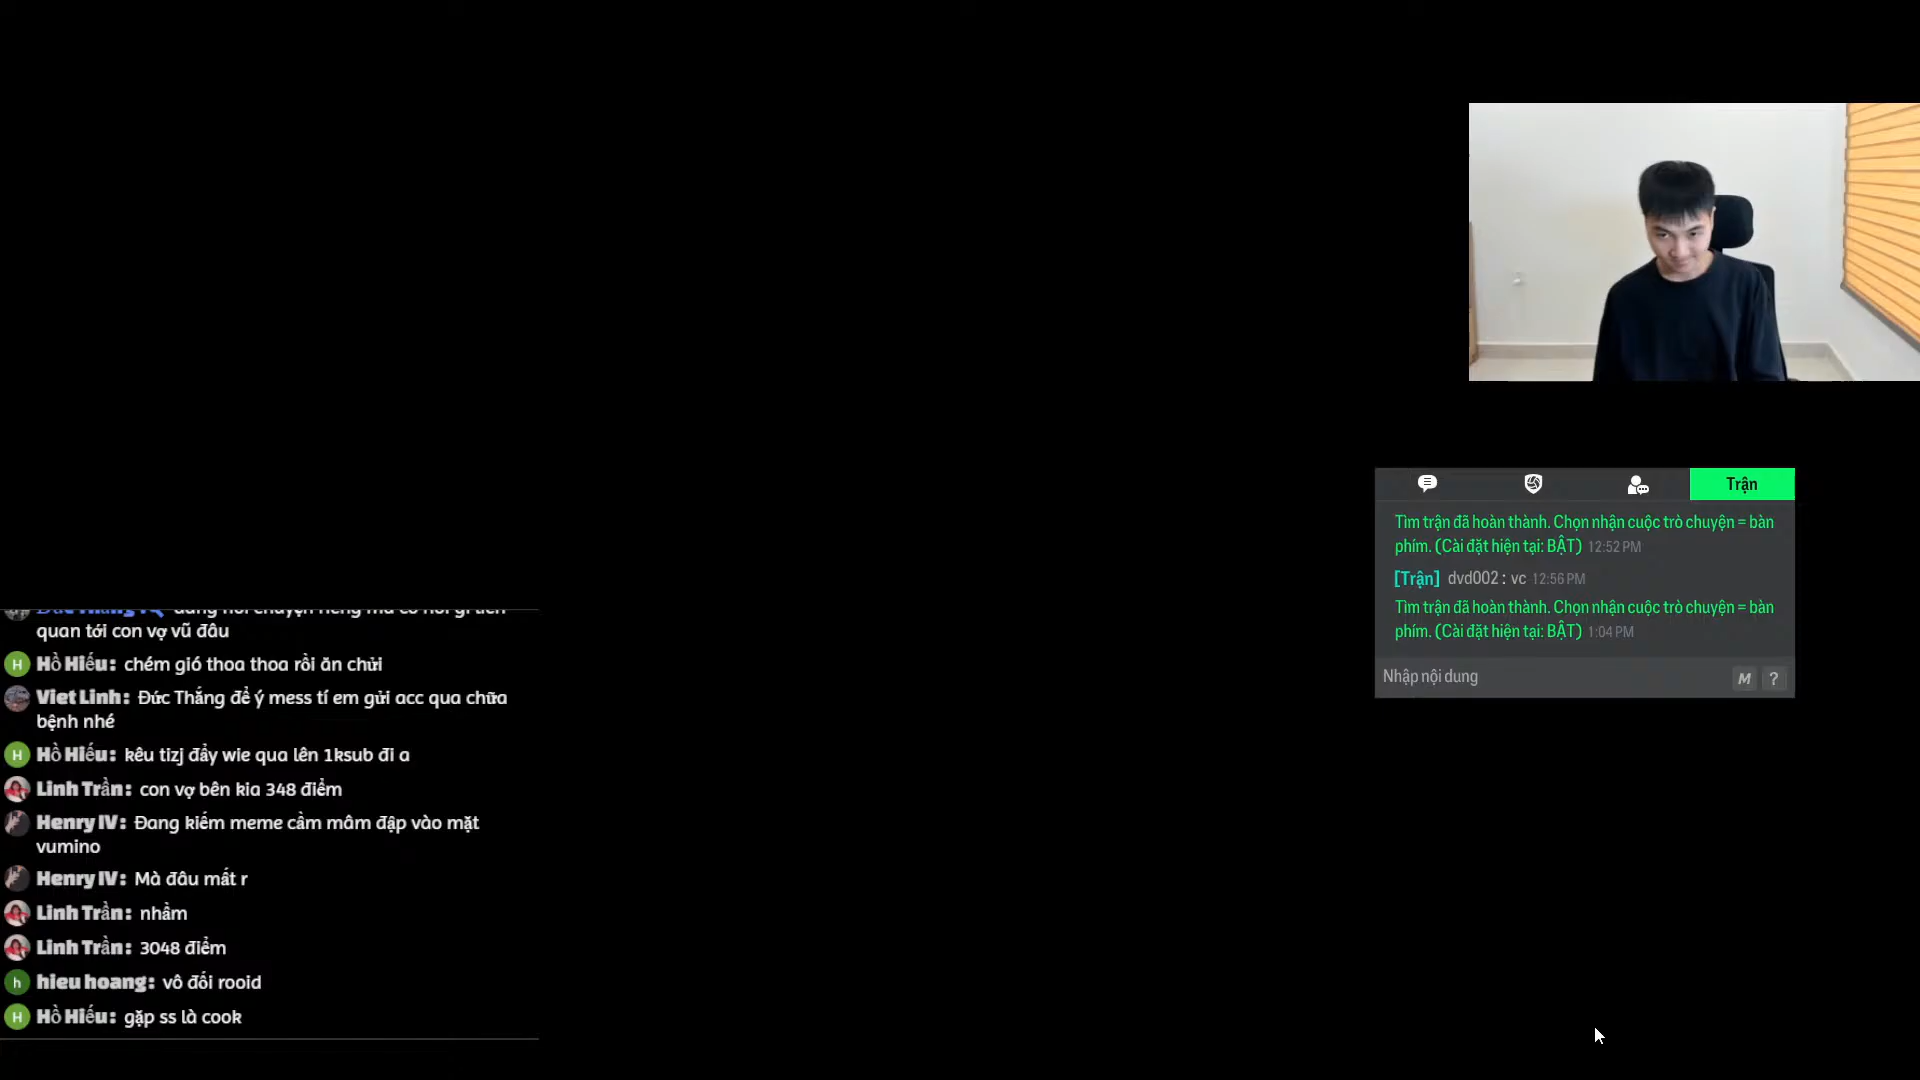 quan tới con vợ vũ đâu
H Hồ Hiếu: chém gió thoa thoa rồi ăn chửi
Viet Linh: Đức Thắng để ý mess tí em gửi acc qua chữa
bệnh nhé
H Hồ Hiếu: kêu tizj đẩy wie qua lên 1ksub đi a
Linh Trần: con vợ bên kia 348 điểm
Henry IV: Đang kiếm meme cầm mâm đập vào mặt
vumino
Henry IV: Mà đâu mất r
Linh Trần: nhầm
Linh Trần: 3048 điểm
h hieu hoang: vô đối rooid
H Hồ Hiếu: gặp ss là cook
Trận
Tìm trận đã hoàn thành. Chọn nhận cuộc trò chuyện = bàn
phím. (Cài đặt hiện tại: BẬT) 12:52 PM
[Trận] dvd002 : vc 12:56 PM
Tìm trận đã hoàn thành. Chọn nhận cuộc trò chuyện = bàn
phím. (Cài đặt hiện tại: BẬT) 1:04 PM
Nhập nội dung M ?